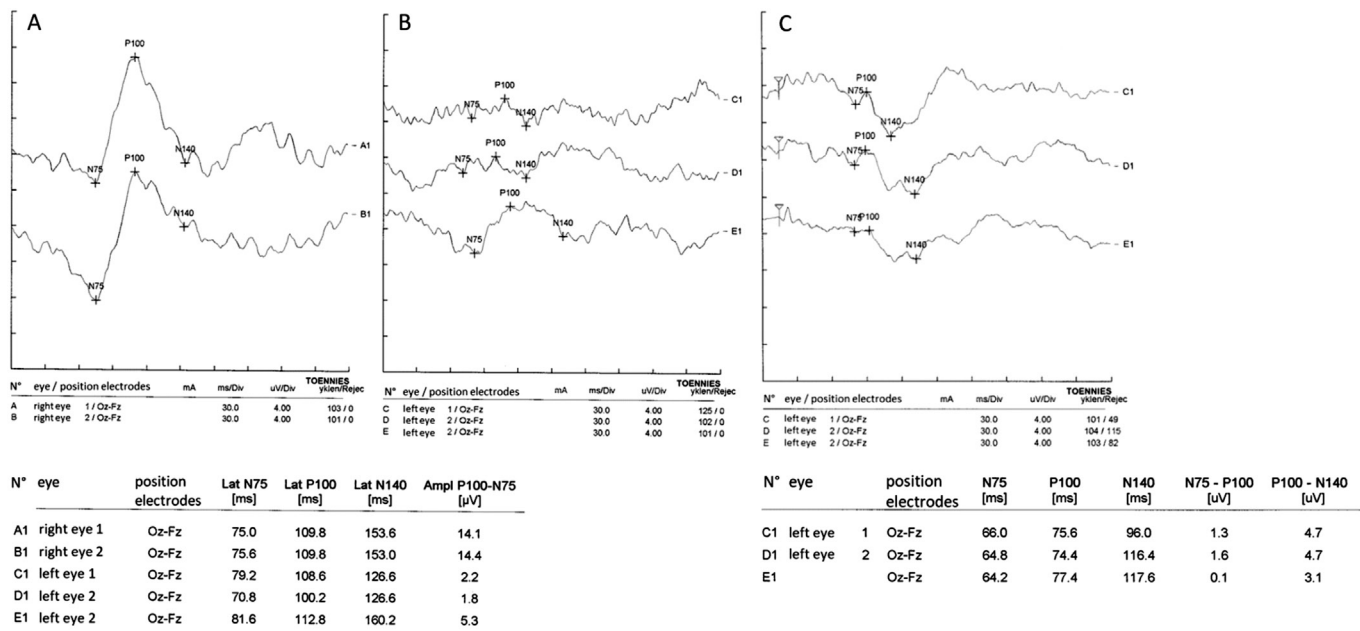 A
P100
N75
N140
A1
P100
N75
N140
B1
N° eye / position electrodes mA ms/Div uV/Div TOENNIES yklen/Rejec
A right eye 1 / Oz-Fz 30.0 4.00 103 / 0
B right eye 2 / Oz-Fz 30.0 4.00 101 / 0
B
P100
N75
N140
C1
P100
N75
N140
D1
P100
N75
N140
E1
N° eye / position electrodes mA ms/Div uV/Div TOENNIES yklen/Rejec
C left eye 1 / Oz-Fz 30.0 4.00 125 / 0
D left eye 2 / Oz-Fz 30.0 4.00 102 / 0
E left eye 2 / Oz-Fz 30.0 4.00 101 / 0
C
P100
N75
N140
C1
P100
N75
N140
D1
N75
P100
N140
E1
N° eye / position electrodes mA ms/Div uV/Div TOENNIES yklen/Rejec
C left eye 1 / Oz-Fz 30.0 4.00 101 / 49
D left eye 2 / Oz-Fz 30.0 4.00 104 / 115
E left eye 2 / Oz-Fz 30.0 4.00 103 / 82
N° eye position electrodes Lat N75 [ms] Lat P100 [ms] Lat N140 [ms] Ampl P100-N75 [µV]
A1 right eye 1 Oz-Fz 75.0 109.8 153.6 14.1
B1 right eye 2 Oz-Fz 75.6 109.8 153.0 14.4
C1 left eye 1 Oz-Fz 79.2 108.6 126.6 2.2
D1 left eye 2 Oz-Fz 70.8 100.2 126.6 1.8
E1 left eye 2 Oz-Fz 81.6 112.8 160.2 5.3
N° eye position electrodes N75 [ms] P100 [ms] N140 [ms] N75 - P100 [uV] P100 - N140 [uV]
C1 left eye 1 Oz-Fz 66.0 75.6 96.0 1.3 4.7
D1 left eye 2 Oz-Fz 64.8 74.4 116.4 1.6 4.7
E1 Oz-Fz 64.2 77.4 117.6 0.1 3.1